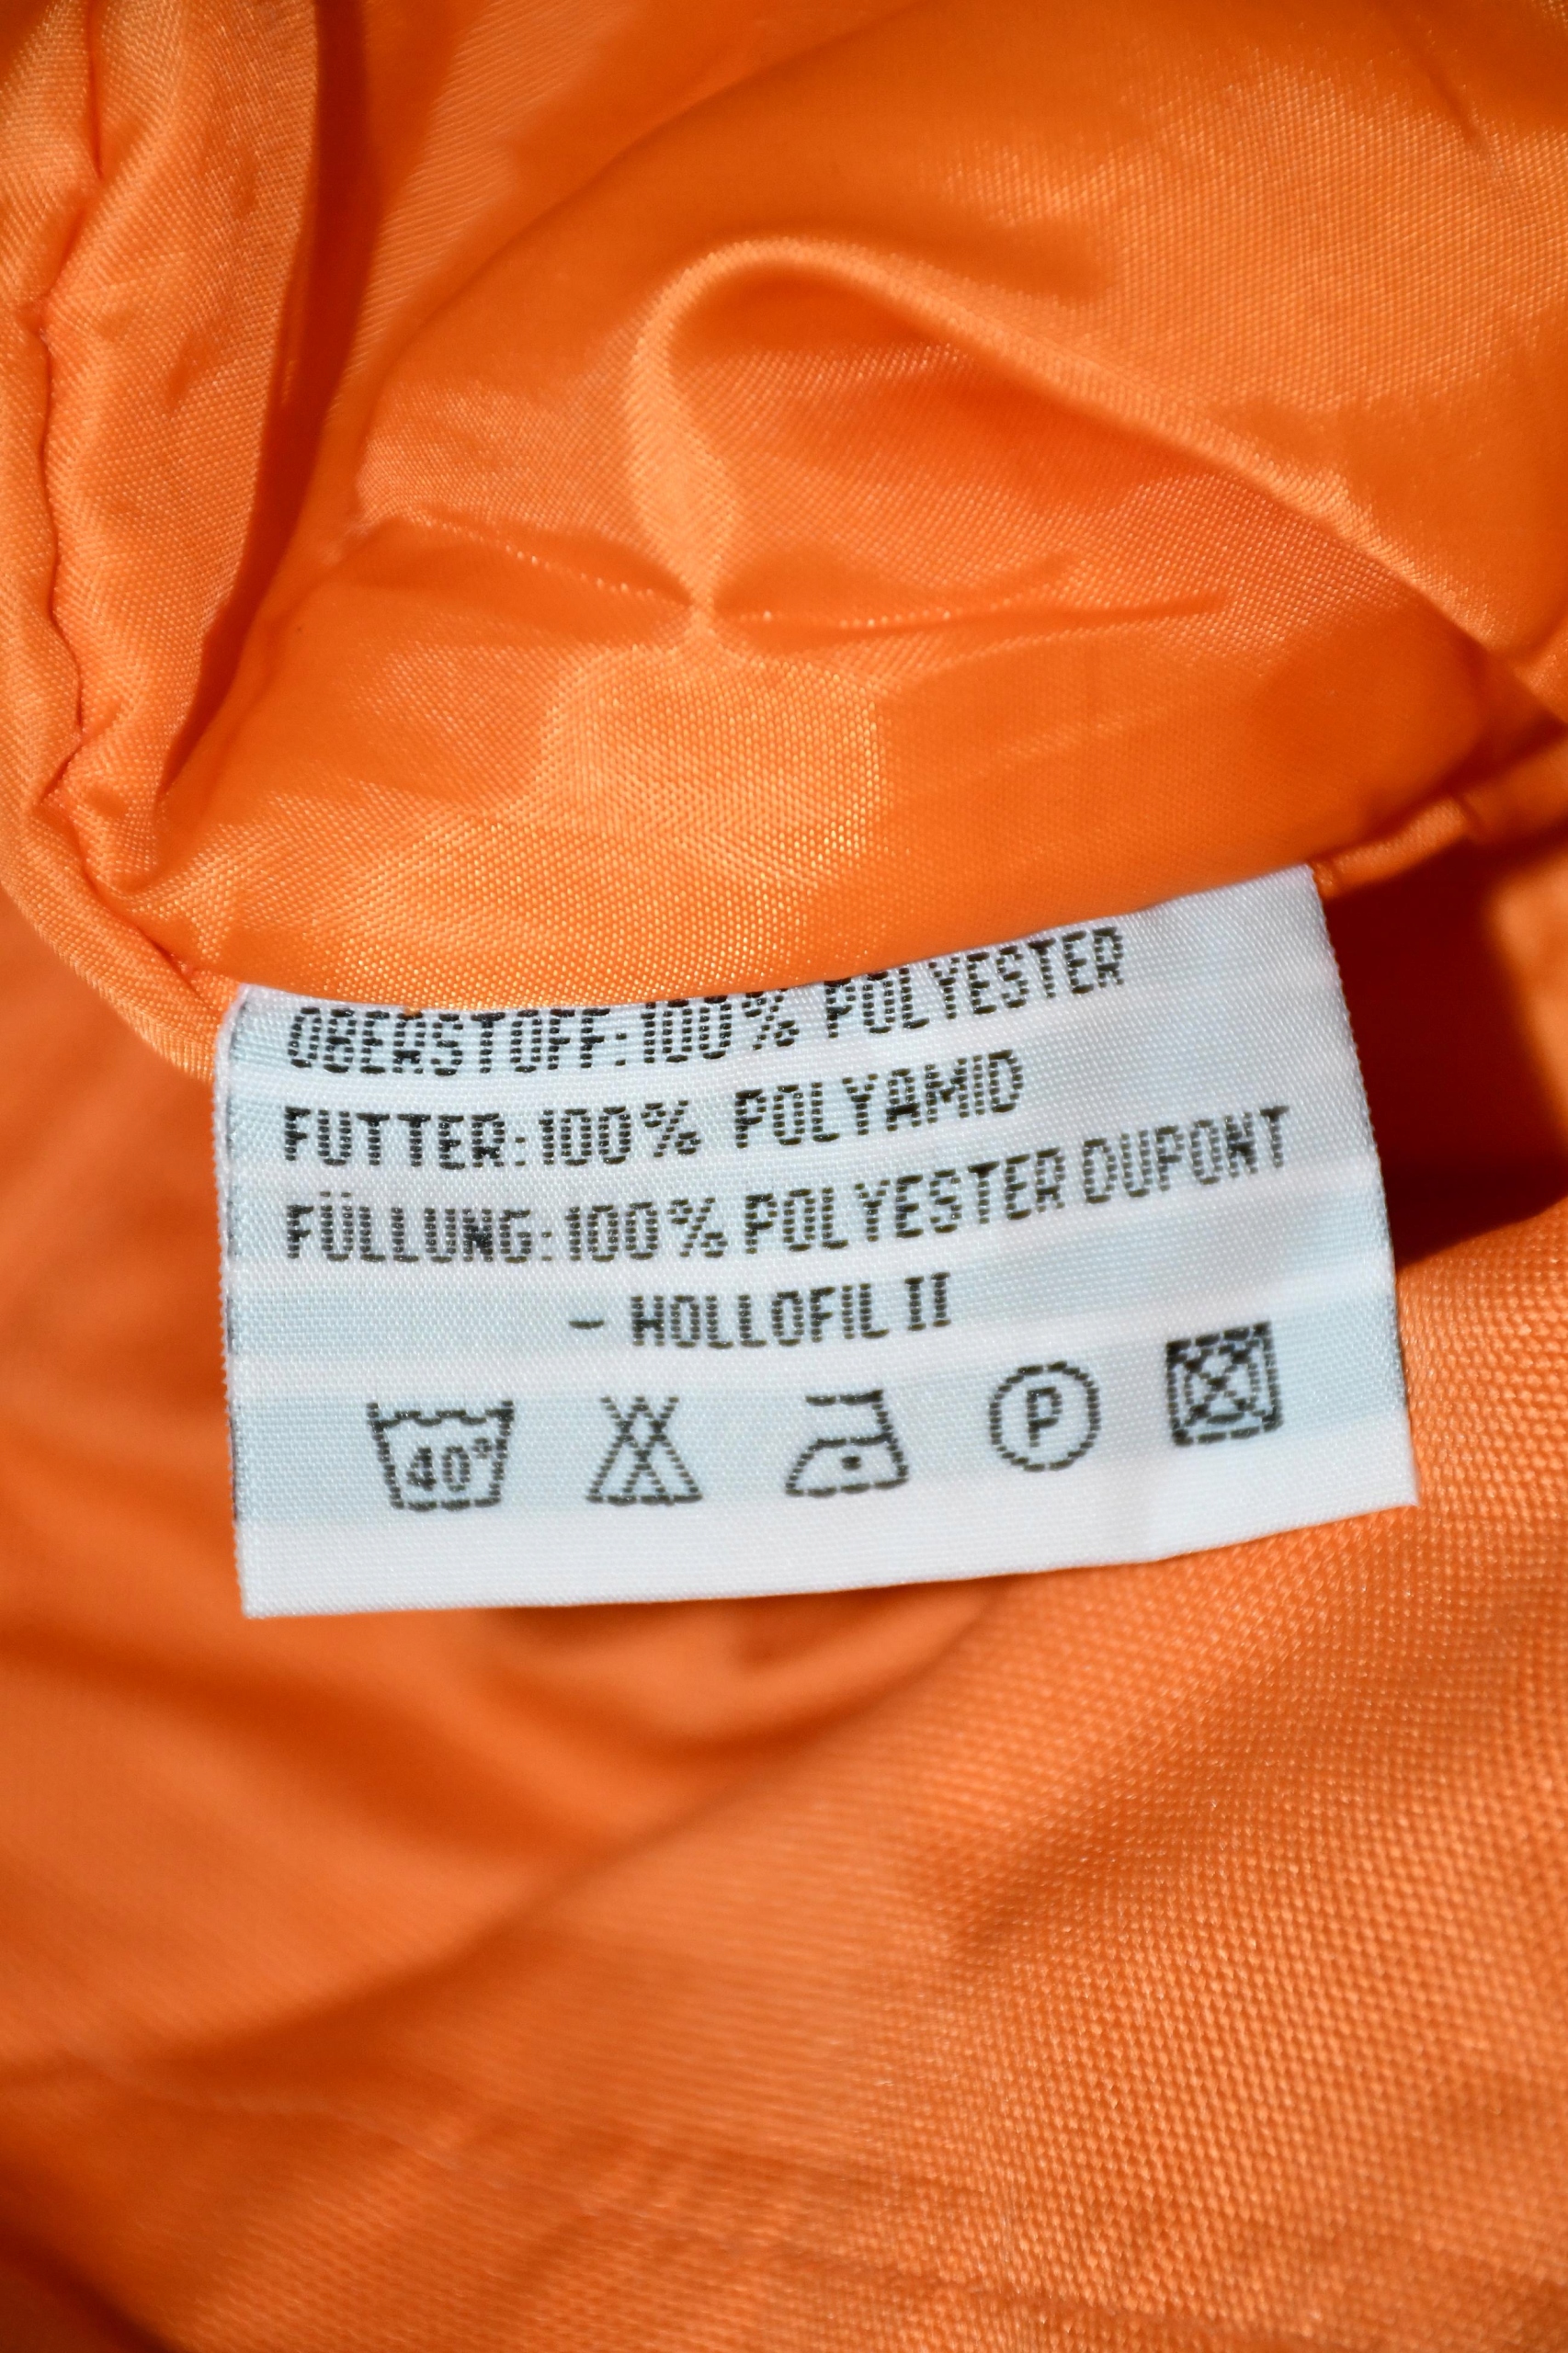 OBERSTOFF:100% POLYESTER
FUTTER:100% POLYAMID
FÜLLUNG:100% POLYESTER DUPONT
- HOLLOFIL II
40° P